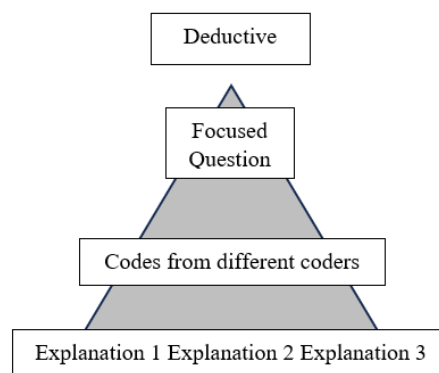 Deductive
Focused
Question
Codes from different coders
Explanation 1 Explanation 2 Explanation 3